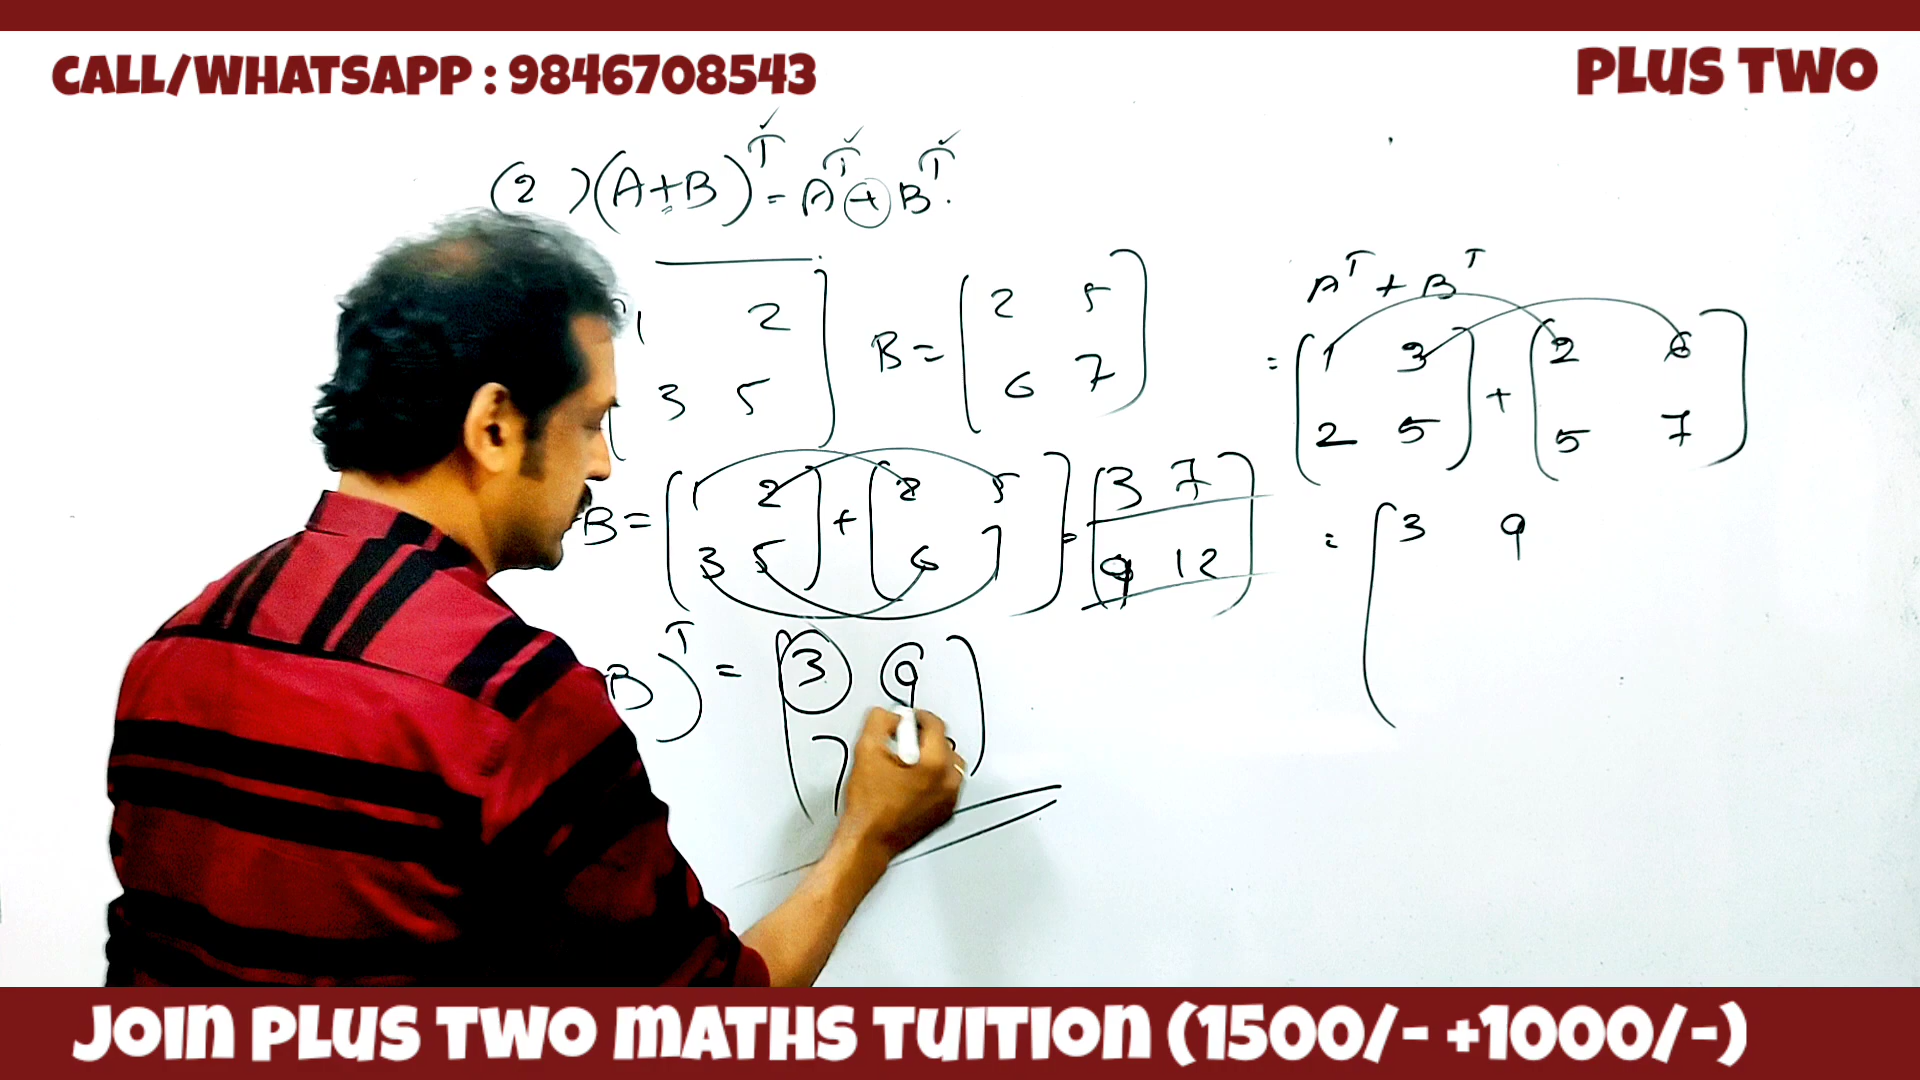 CALL/WHATSAPP : 9846708543
PLUS TWO
(2 ) (A+B)ᵀ = Aᵀ + Bᵀ.
1 2
3 5
B = [2 5
6 7]
B = [1 2
3 5] + [2 5
6 7] = [3 7
9 12]
B)ᵀ = [3 9
7
Aᵀ + Bᵀ
= [1 3
2 5] + [2 6
5 7]
= [3 9
JOIN PLUS TWO MATHS TUITION (1500/- +1000/-)